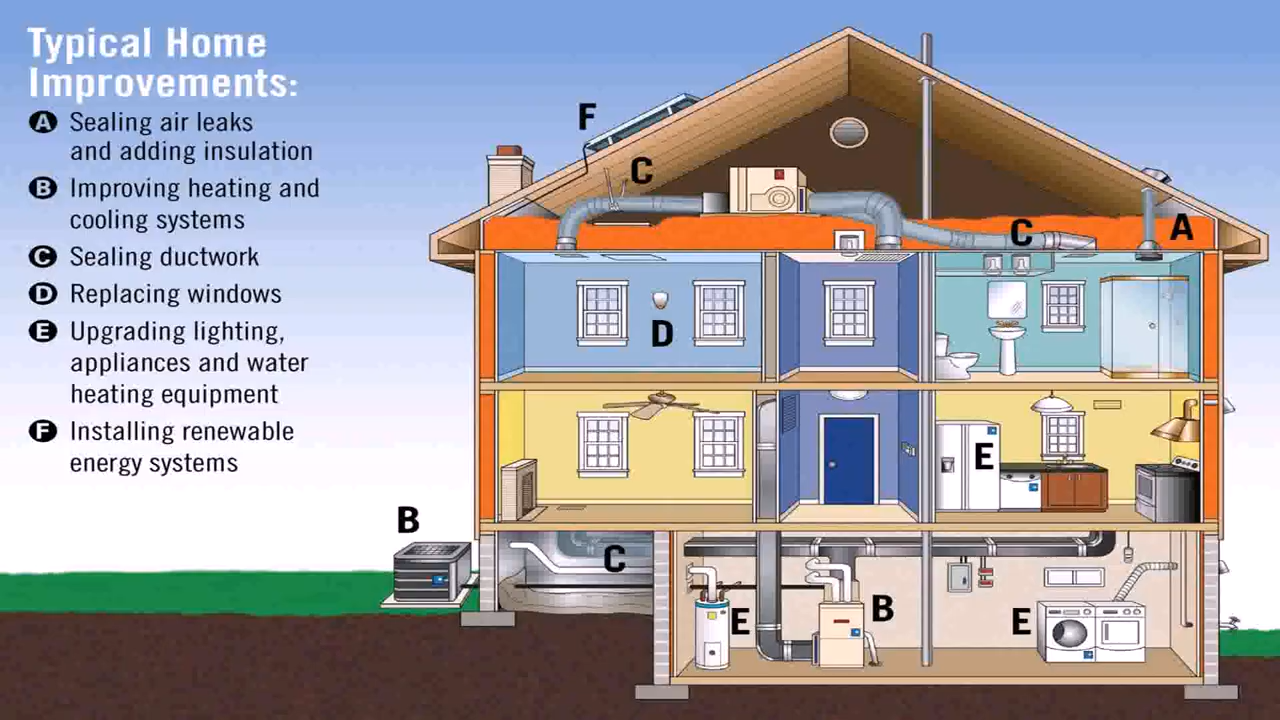 Typical Home
Improvements:
A Sealing air leaks
and adding insulation
B Improving heating and
cooling systems
C Sealing ductwork
D Replacing windows
E Upgrading lighting,
appliances and water
heating equipment
F Installing renewable
energy systems
F
C
C
A
D
E
B
C
E
B
E